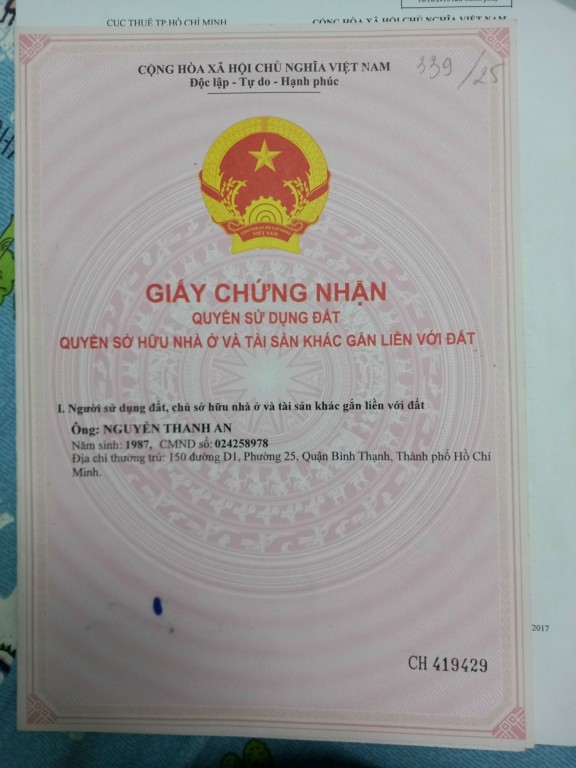 CỤC THUẾ TP HỒ CHÍ MINH
CỘNG HÒA XÃ HỘI CHỦ NGHĨA VIỆT NAM
CỘNG HÒA XÃ HỘI CHỦ NGHĨA VIỆT NAM
Độc lập - Tự do - Hạnh phúc
339/25
VIỆT NAM
GIẤY CHỨNG NHẬN
QUYỀN SỬ DỤNG ĐẤT
QUYỀN SỞ HỮU NHÀ Ở VÀ TÀI SẢN KHÁC GẮN LIỀN VỚI ĐẤT
I. Người sử dụng đất, chủ sở hữu nhà ở và tài sản khác gắn liền với đất
Ông: NGUYỄN THANH AN
Năm sinh: 1987, CMND số: 024258978
Địa chỉ thường trú: 150 đường D1, Phường 25, Quận Bình Thạnh, Thành phố Hồ Chí
Minh.
2017
CH 419429